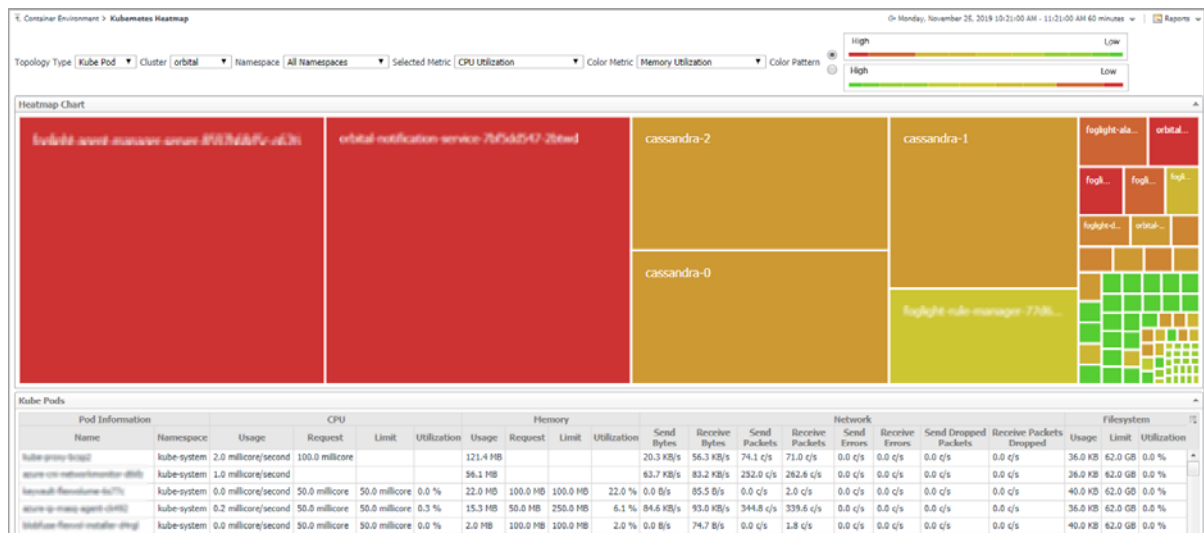 Container Environment > Kubernetes Heatmap
Monday, November 25, 2019 10:21:00 AM - 11:21:00 AM 60 minutes
Reports
Topology Type Kube Pod Cluster orbital Namespace All Namespaces Selected Metric CPU Utilization Color Metric Memory Utilization Color Pattern
High Low
High Low
Heatmap Chart
orbital-notification-service-7bf5dd547-2btwd
cassandra-2
cassandra-1
foglight-ala...
orbital...
fogli...
fogli...
fogli...
foglight-d...
orbital-...
cassandra-0
foglight-rule-manager-77d6...
Kube Pods
Pod Information CPU Memory Network Filesystem
Name Namespace Usage Request Limit Utilization Usage Request Limit Utilization Send Bytes Receive Bytes Send Packets Receive Packets Send Errors Receive Errors Send Dropped Packets Receive Packets Dropped Usage Limit Utilization
kube-system 2.0 millicore/second 100.0 millicore 121.4 MB 20.3 KB/s 56.3 KB/s 74.1 c/s 71.0 c/s 0.0 c/s 0.0 c/s 0.0 c/s 0.0 c/s 36.0 KB 62.0 GB 0.0 %
kube-system 1.0 millicore/second 56.1 MB 63.7 KB/s 83.2 KB/s 252.0 c/s 262.6 c/s 0.0 c/s 0.0 c/s 0.0 c/s 0.0 c/s 36.0 KB 62.0 GB 0.0 %
kube-system 0.0 millicore/second 50.0 millicore 50.0 millicore 0.0 % 22.0 MB 100.0 MB 100.0 MB 22.0 % 0.0 B/s 85.5 B/s 0.0 c/s 2.0 c/s 0.0 c/s 0.0 c/s 0.0 c/s 0.0 c/s 40.0 KB 62.0 GB 0.0 %
kube-system 0.2 millicore/second 50.0 millicore 50.0 millicore 0.3 % 15.3 MB 50.0 MB 250.0 MB 6.1 % 84.6 KB/s 93.0 KB/s 344.8 c/s 339.6 c/s 0.0 c/s 0.0 c/s 0.0 c/s 0.0 c/s 36.0 KB 62.0 GB 0.0 %
kube-system 0.0 millicore/second 50.0 millicore 50.0 millicore 0.0 % 2.0 MB 100.0 MB 100.0 MB 2.0 % 0.0 B/s 74.7 B/s 0.0 c/s 1.8 c/s 0.0 c/s 0.0 c/s 0.0 c/s 0.0 c/s 40.0 KB 62.0 GB 0.0 %